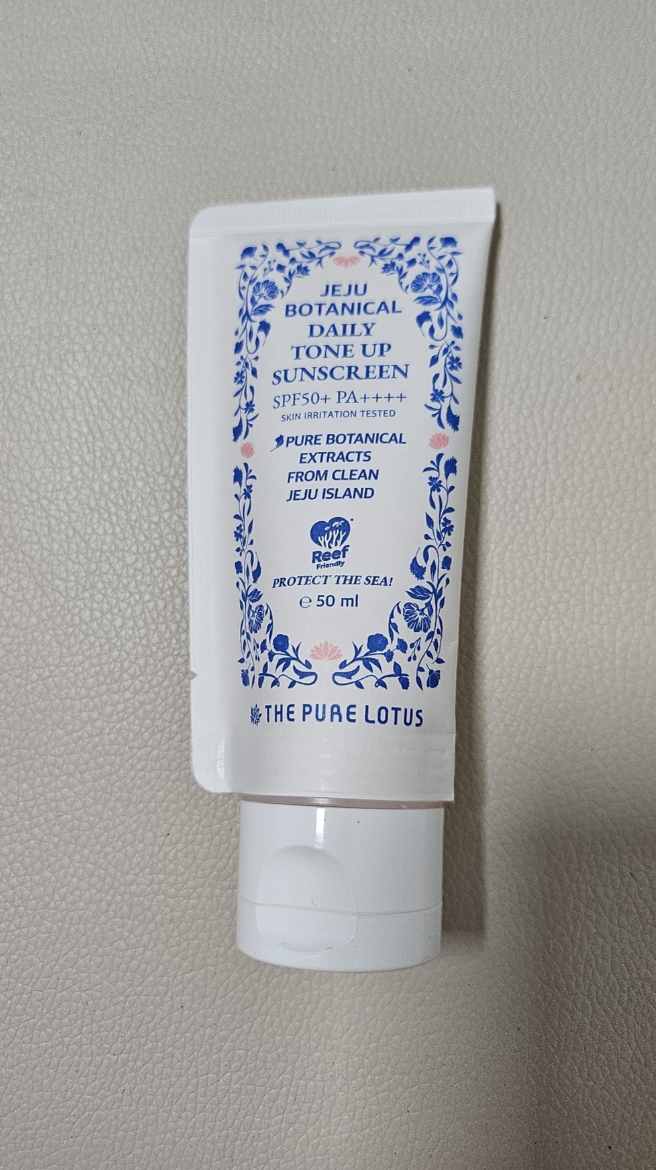 JEJU
BOTANICAL
DAILY
TONE UP
SUNSCREEN
SPF50+ PA++++
SKIN IRRITATION TESTED
PURE BOTANICAL
EXTRACTS
FROM CLEAN
JEJU ISLAND
Reef
Friendly
PROTECT THE SEA!
℮ 50 ml
THE PURE LOTUS